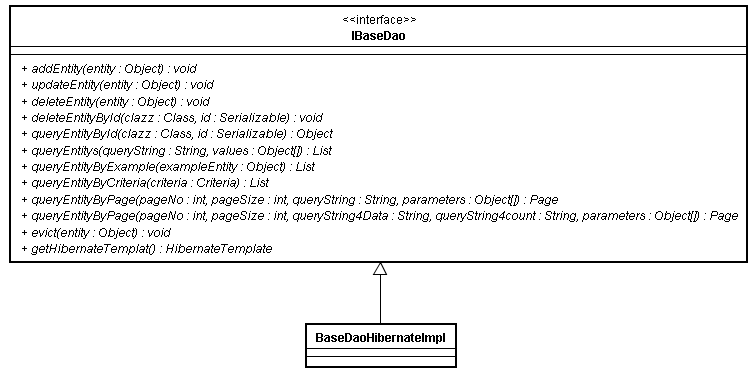 <<interface>>
IBaseDao
+ addEntity(entity : Object) : void
+ updateEntity(entity : Object) : void
+ deleteEntity(entity : Object) : void
+ deleteEntityById(clazz : Class, id : Serializable) : void
+ queryEntityById(clazz : Class, id : Serializable) : Object
+ queryEntitys(queryString : String, values : Object[]) : List
+ queryEntityByExample(exampleEntity : Object) : List
+ queryEntityByCriteria(criteria : Criteria) : List
+ queryEntityByPage(pageNo : int, pageSize : int, queryString : String, parameters : Object[]) : Page
+ queryEntityByPage(pageNo : int, pageSize : int, queryString4Data : String, queryString4count : String, parameters : Object[]) : Page
+ evict(entity : Object) : void
+ getHibernateTemplat() : HibernateTemplate
BaseDaoHibernateImpl